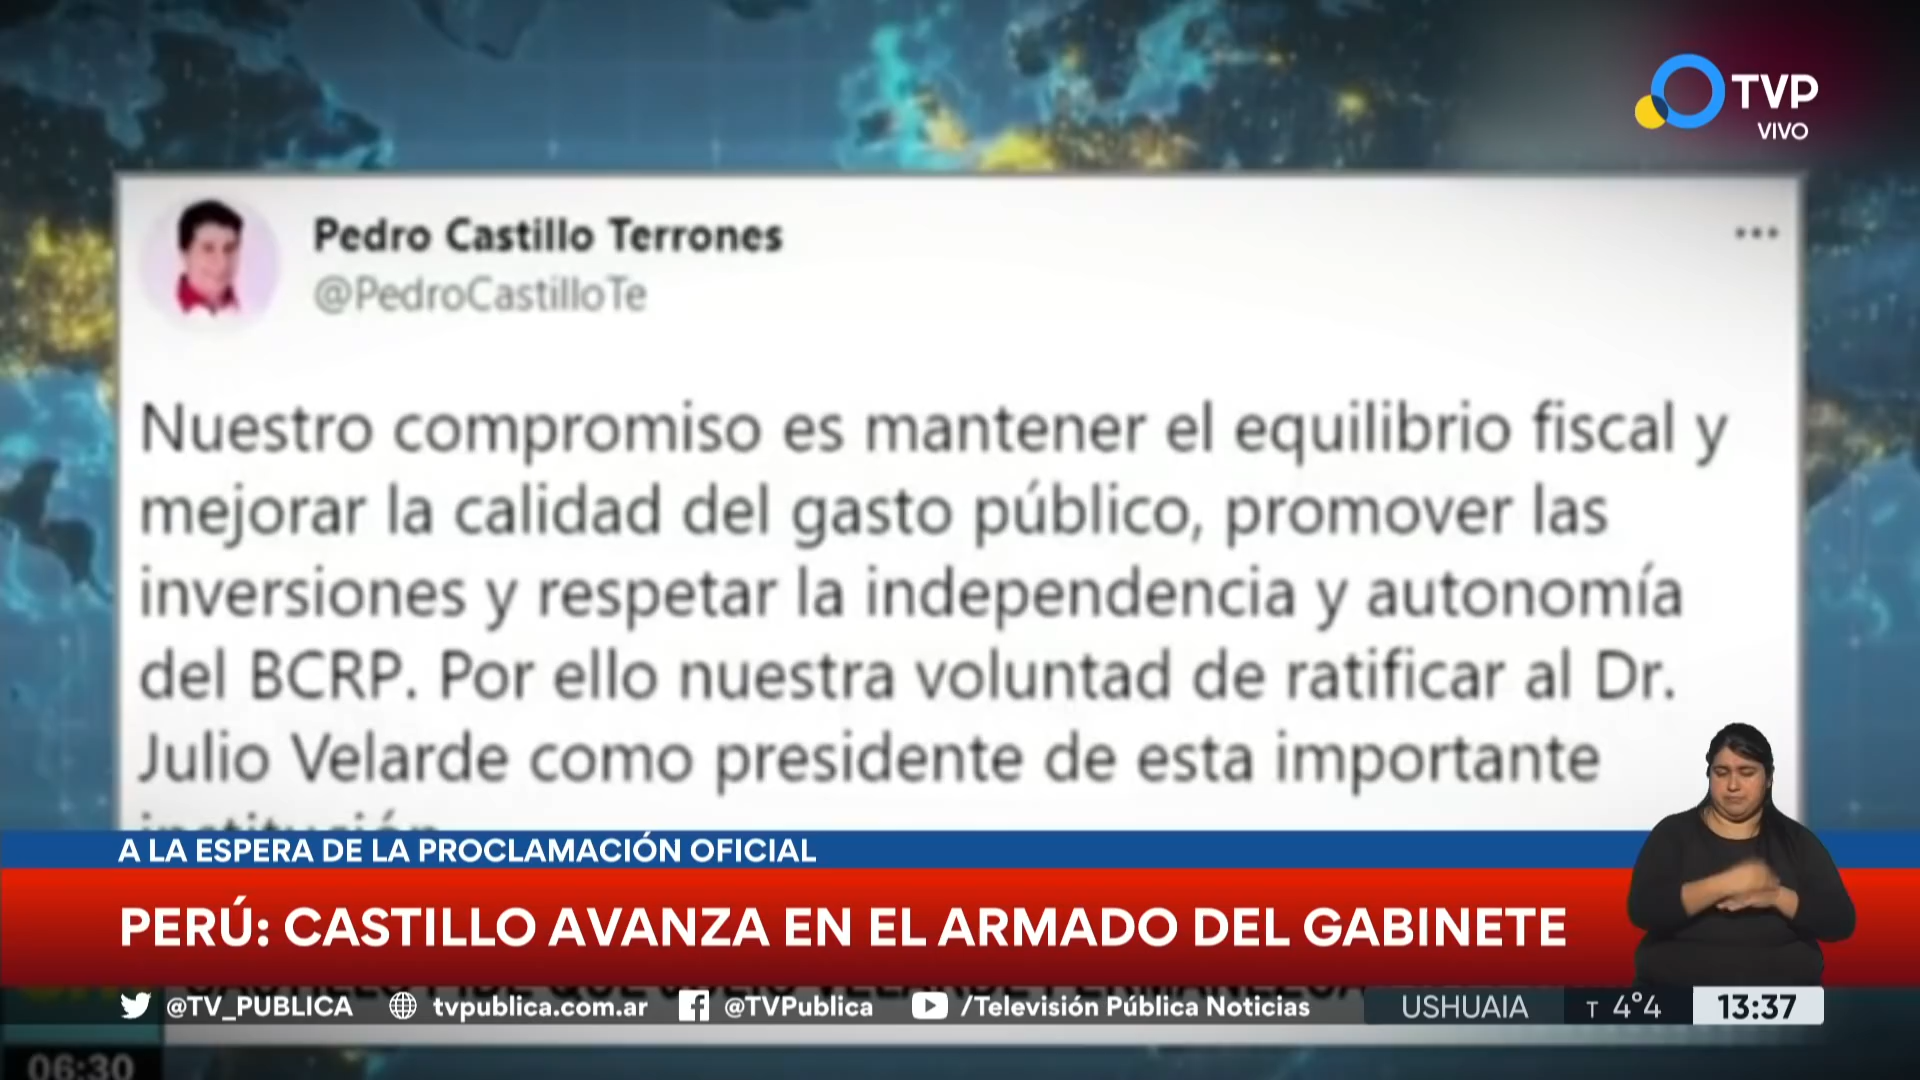 TVP
VIVO
Pedro Castillo Terrones
@PedroCastilloTe
Nuestro compromiso es mantener el equilibrio fiscal y
mejorar la calidad del gasto público, promover las
inversiones y respetar la independencia y autonomía
del BCRP. Por ello nuestra voluntad de ratificar al Dr.
Julio Velarde como presidente de esta importante
institución
A LA ESPERA DE LA PROCLAMACIÓN OFICIAL
PERÚ: CASTILLO AVANZA EN EL ARMADO DEL GABINETE
@TV_PUBLICA tvpublica.com.ar @TVPublica /Televisión Pública Noticias USHUAIA T 4°4 13:37
06:30